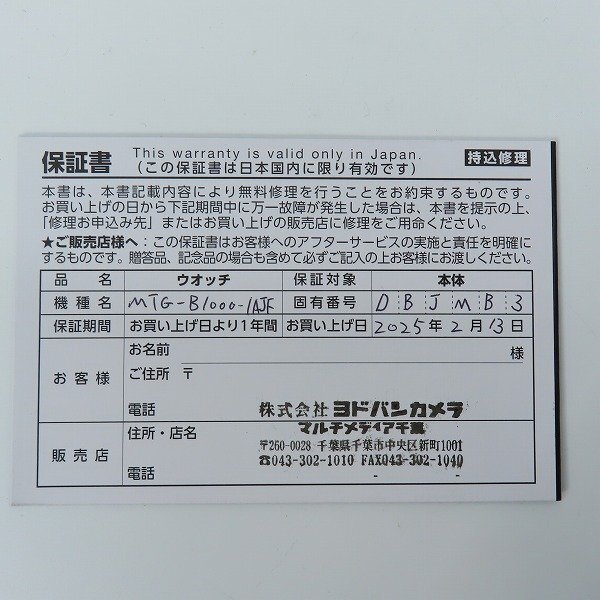 保証書 This warranty is valid only in Japan. 持込修理
(この保証書は日本国内に限り有効です)
本書は、本書記載内容により無料修理を行うことをお約束するものです。
お買い上げの日から下記期間中に万一故障が発生した場合は、本書を提示の上、
「修理お申込み先」またはお買い上げの販売店に修理をご用命ください。
★ご販売店様へ:この保証書はお客様へのアフターサービスの実施と責任を明確に
するものです。贈答品、記念品の場合も含めて必ずご記入の上お客様にお渡しください。
品名 ウオッチ 保証対象 本体
機種名 MTG-B1000-1AJF 固有番号 D B J M B 3
保証期間 お買い上げ日より1年間 お買い上げ日 2025年2月13日
お客様 お名前 様
ご住所 〒
電話
販売店 住所・店名
電話
株式会社 ヨドバシカメラ
マルチメディア千葉
〒260-0028 千葉県千葉市中央区新町1001
☎043-302-1010 FAX043-302-1040